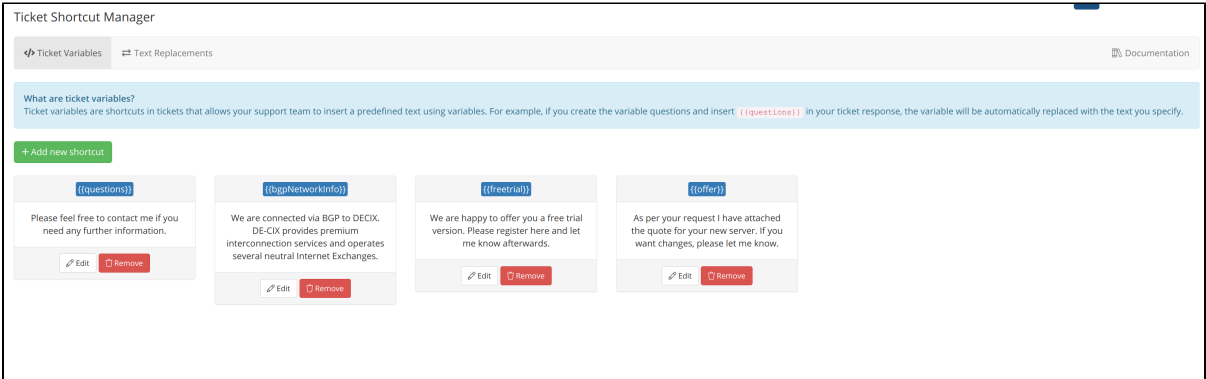 Ticket Shortcut Manager
</> Ticket Variables
Text Replacements
Documentation
What are ticket variables?
Ticket variables are shortcuts in tickets that allows your support team to insert a predefined text using variables. For example, if you create the variable questions and insert {{questions}} in your ticket response, the variable will be automatically replaced with the text you specify.
+ Add new shortcut
{{questions}}
Please feel free to contact me if you
need any further information.
Edit
Remove
{{bgpNetworkInfo}}
We are connected via BGP to DECIX.
DE-CIX provides premium
interconnection services and operates
several neutral Internet Exchanges.
Edit
Remove
{{freetrial}}
We are happy to offer you a free trial
version. Please register here and let
me know afterwards.
Edit
Remove
{{offer}}
As per your request I have attached
the quote for your new server. If you
want changes, please let me know.
Edit
Remove